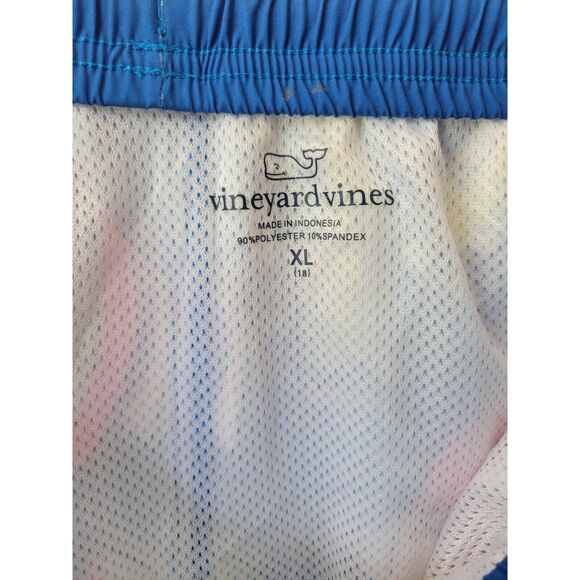 vineyardvines
MADE IN INDONESIA
90%POLYESTER 10%SPANDEX
XL
(18)